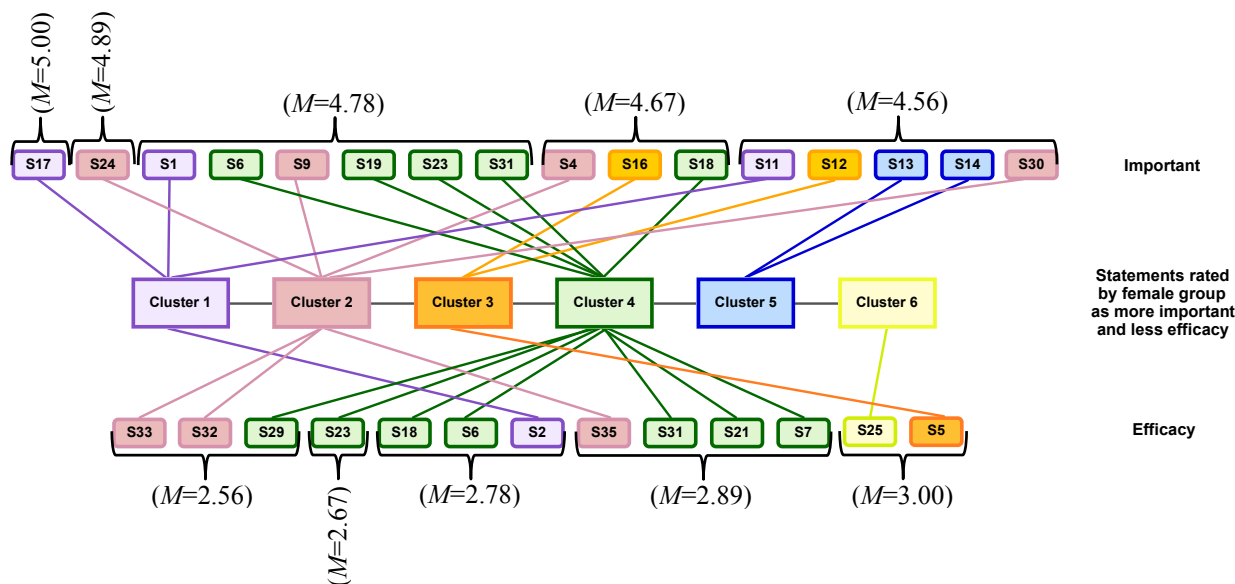 (M=5.00)
(M=4.89)
(M=4.78)
(M=4.67)
(M=4.56)
S17 S24 S1 S6 S9 S19 S23 S31 S4 S16 S18 S11 S12 S13 S14 S30
Important
Cluster 1 Cluster 2 Cluster 3 Cluster 4 Cluster 5 Cluster 6
Statements rated
by female group
as more important
and less efficacy
S33 S32 S29 S23 S18 S6 S2 S35 S31 S21 S7 S25 S5
Efficacy
(M=2.56)
(M=2.67)
(M=2.78)
(M=2.89)
(M=3.00)